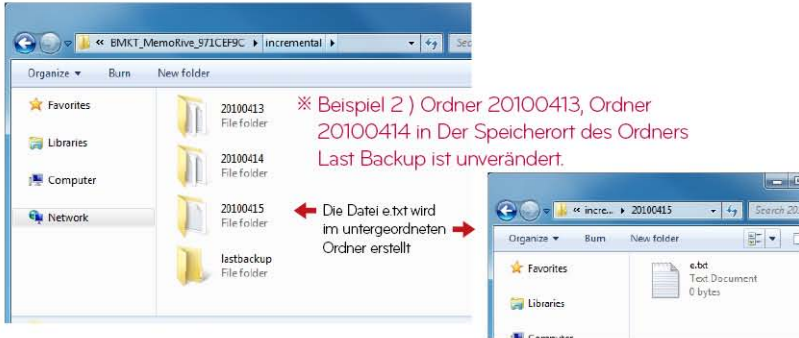 « BMKT_MemoRive_971CEF9C ▸ incremental ▸
Organize ▾ Burn New folder
Favorites
Libraries
Computer
Network
20100413
File folder
20100414
File folder
20100415
File folder
lastbackup
File folder
※ Beispiel 2 ) Ordner 20100413, Ordner
20100414 in Der Speicherort des Ordners
Last Backup ist unverändert.
Die Datei e.txt wird
im untergeordneten
Ordner erstellt
« incre... ▸ 20100415
Search 20
Organize ▾ Burn New folder
Favorites
Libraries
e.txt
Text Document
0 bytes